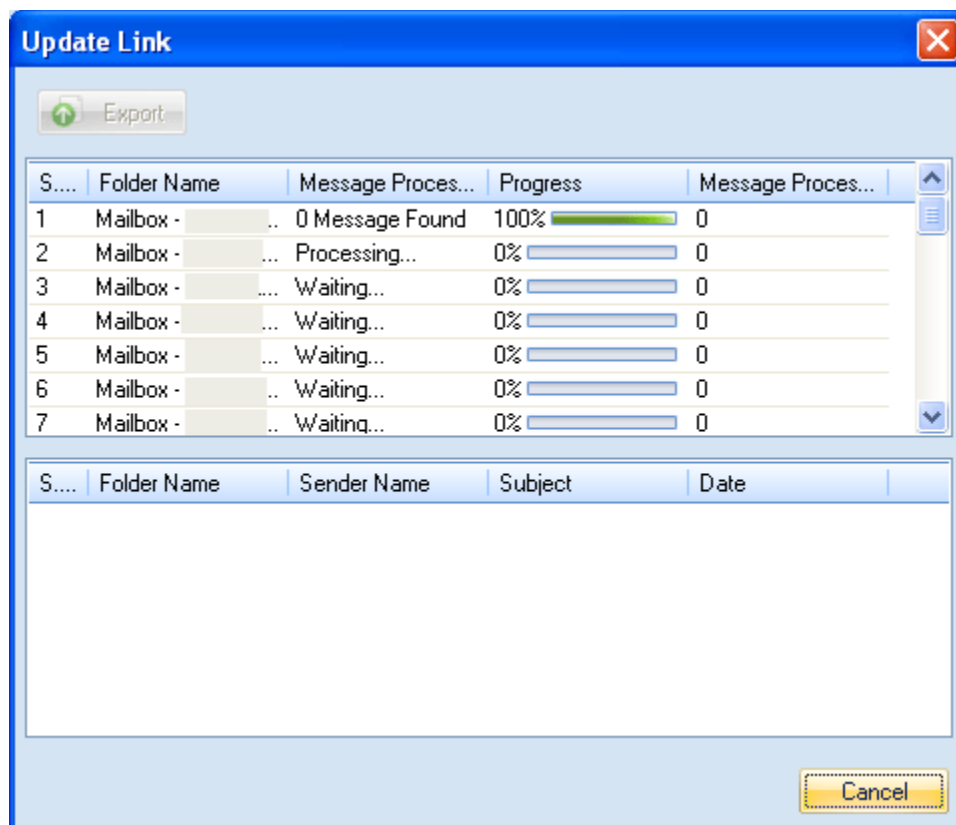 Update Link
Export
S.... Folder Name Message Proces... Progress Message Proces...
1 Mailbox - .. 0 Message Found 100% 0
2 Mailbox - ... Processing... 0% 0
3 Mailbox - .... Waiting... 0% 0
4 Mailbox - ... Waiting... 0% 0
5 Mailbox - ... Waiting... 0% 0
6 Mailbox - .. Waiting... 0% 0
7 Mailbox - .. Waiting... 0% 0
S.... Folder Name Sender Name Subject Date
Cancel